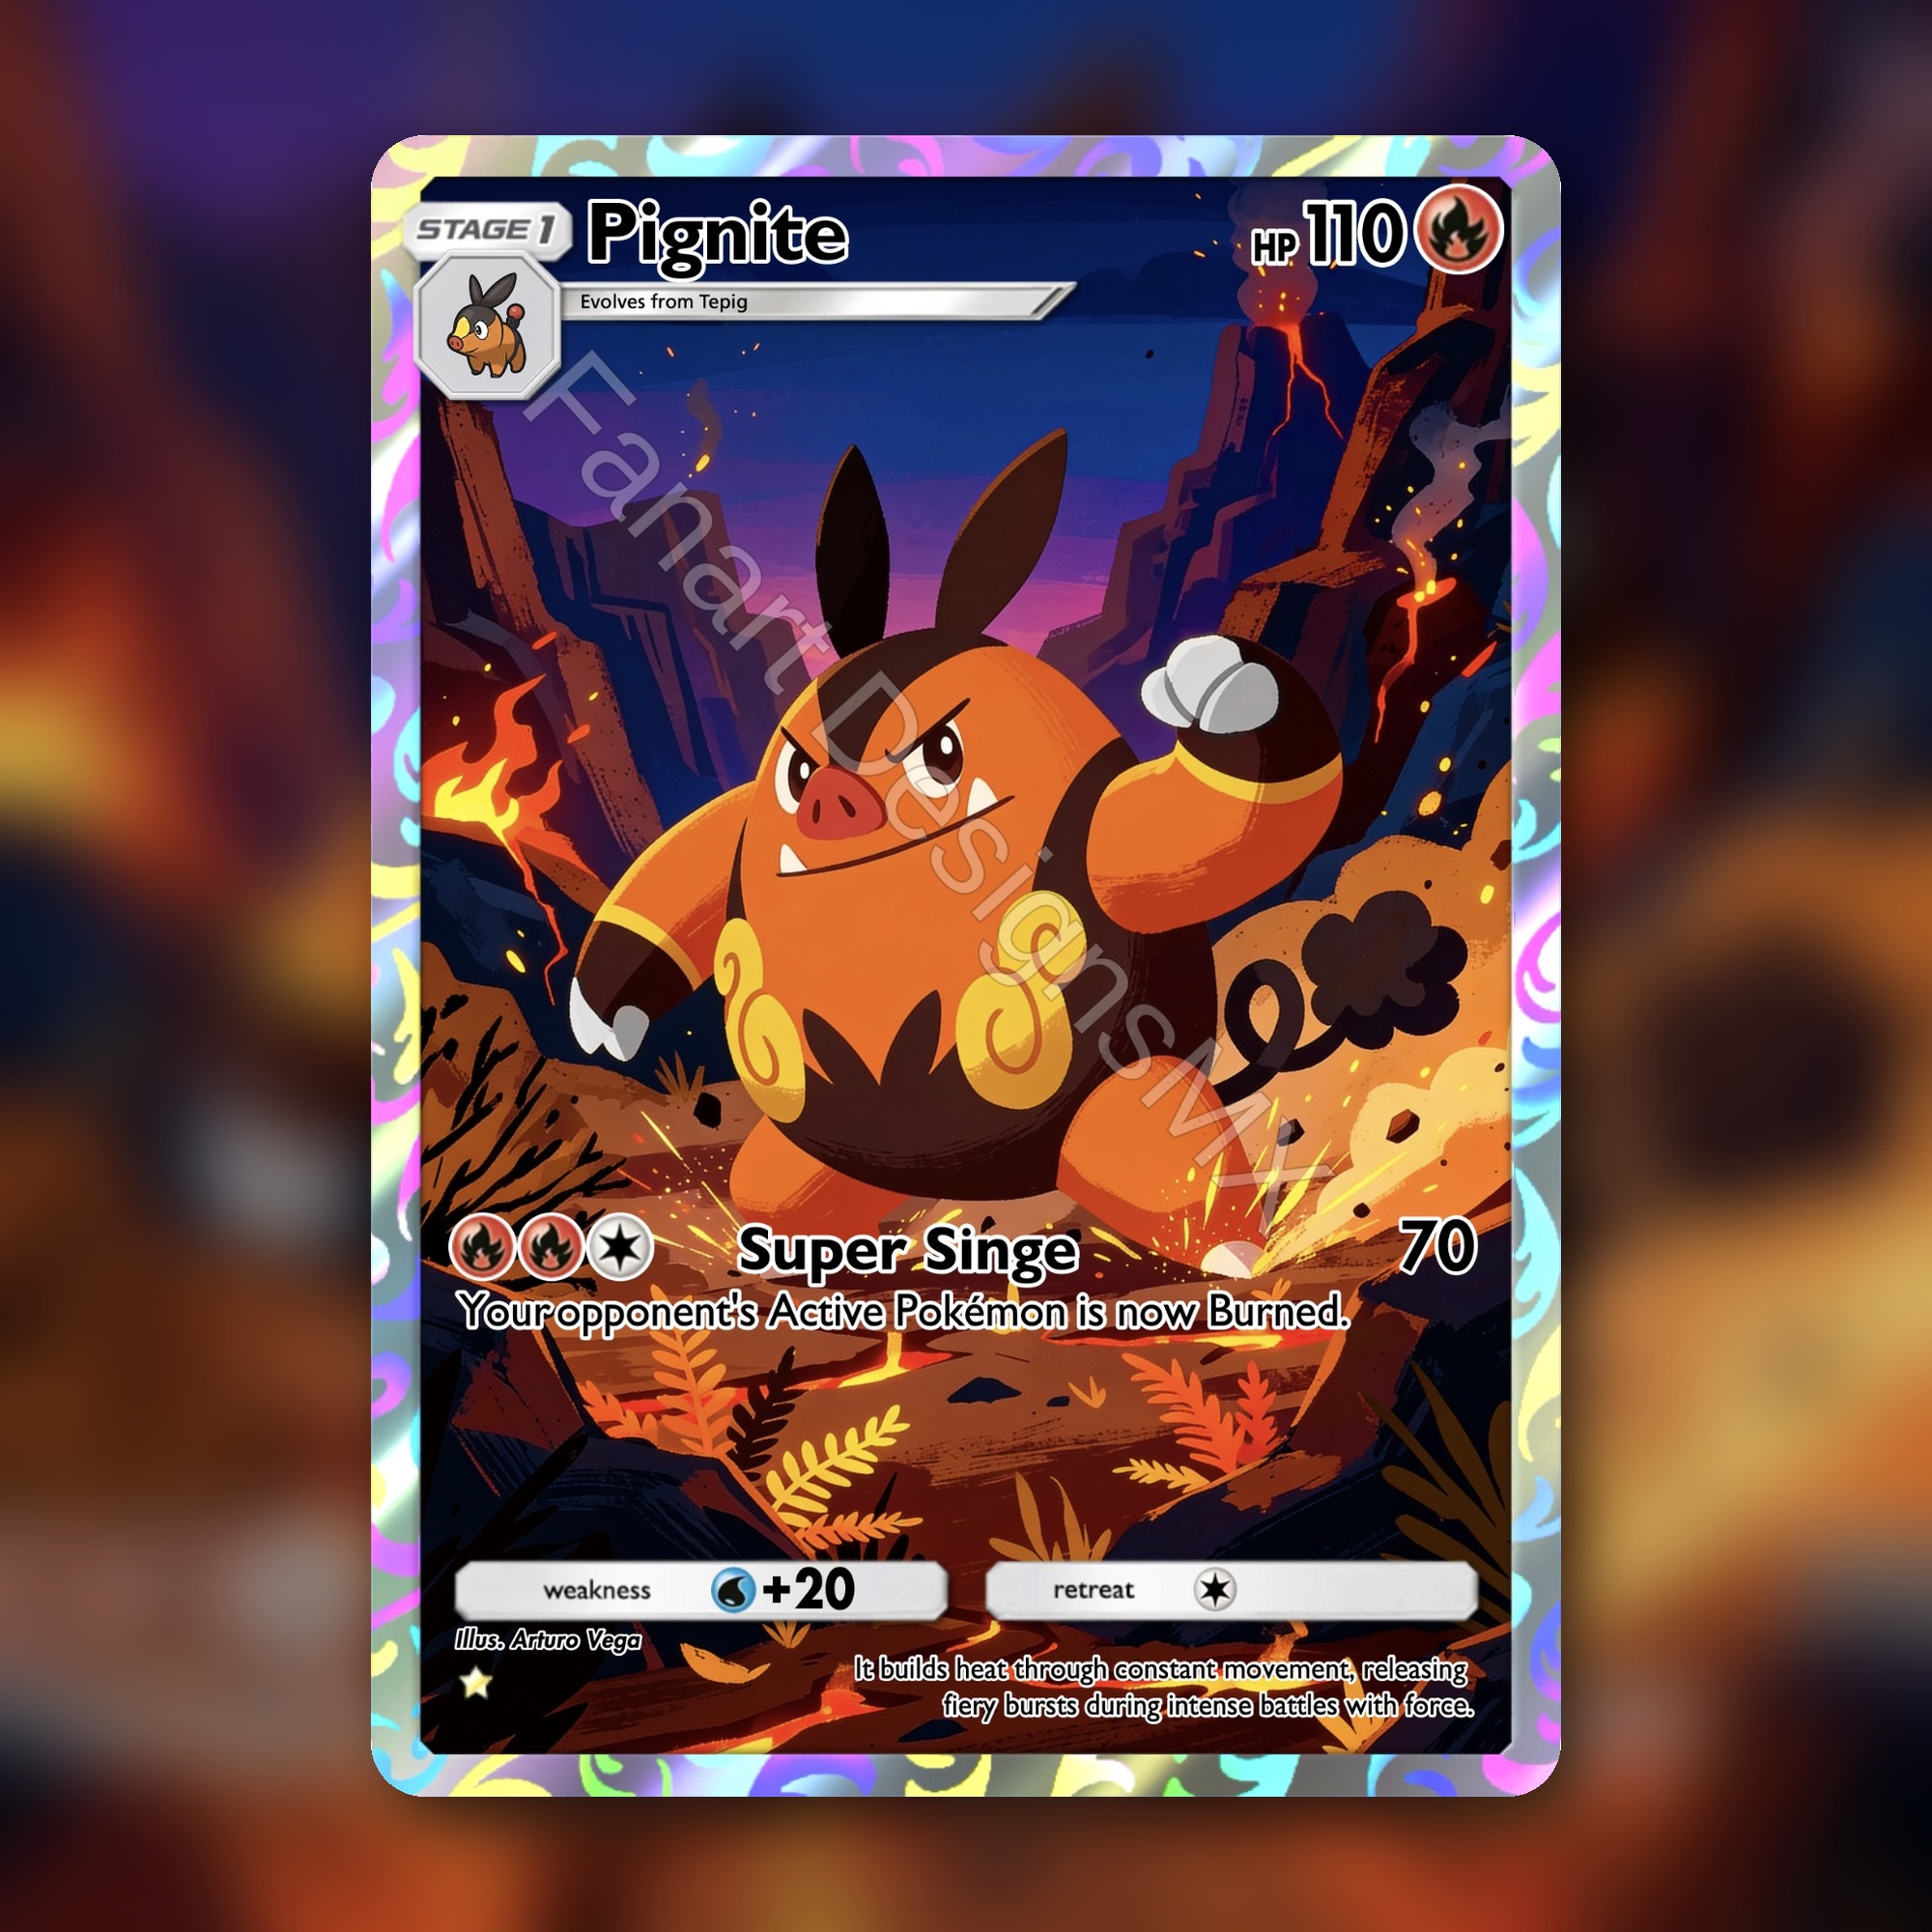 STAGE 1
Pignite
HP 110
Evolves from Tepig
Fanart DesignsMX
Super Singe 70
Your opponent's Active Pokémon is now Burned.
weakness +20
retreat
Illus. Arturo Vega
It builds heat through constant movement, releasing
fiery bursts during intense battles with force.